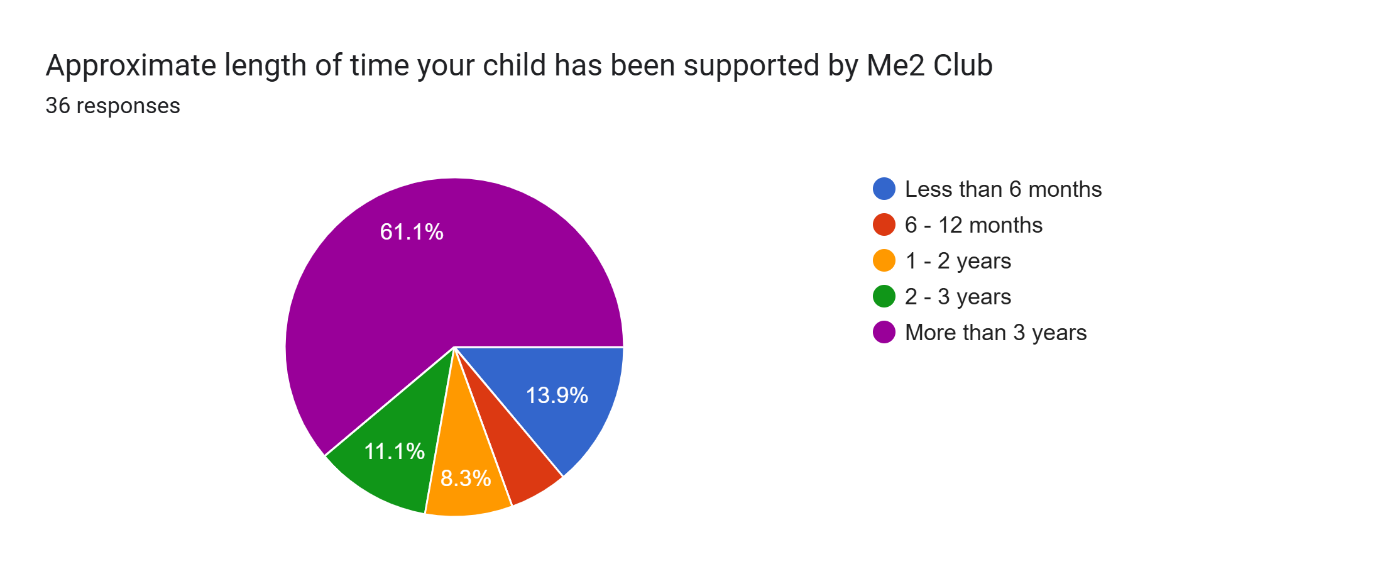 Approximate length of time your child has been supported by Me2 Club
36 responses
61.1%
13.9%
11.1%
8.3%
Less than 6 months
6 - 12 months
1 - 2 years
2 - 3 years
More than 3 years